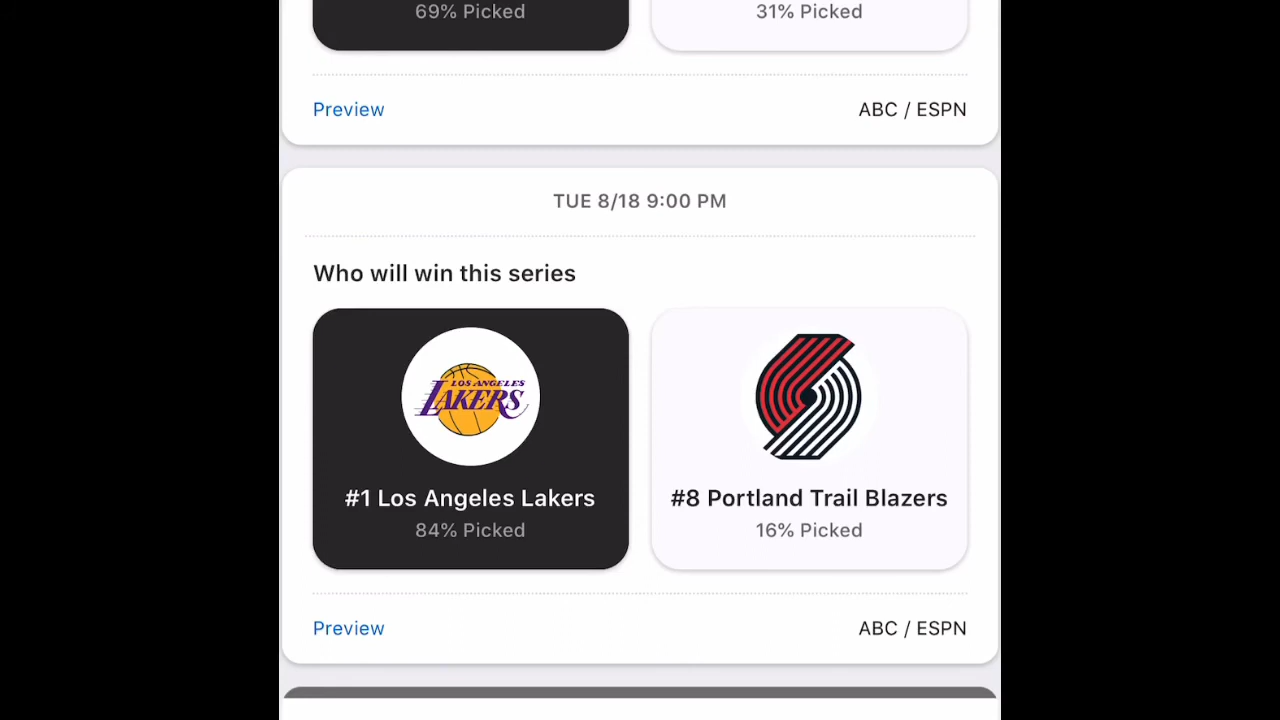 69% Picked
31% Picked
Preview
ABC / ESPN
TUE 8/18 9:00 PM
Who will win this series
LOS ANGELES
LAKERS
#1 Los Angeles Lakers
84% Picked
#8 Portland Trail Blazers
16% Picked
Preview
ABC / ESPN